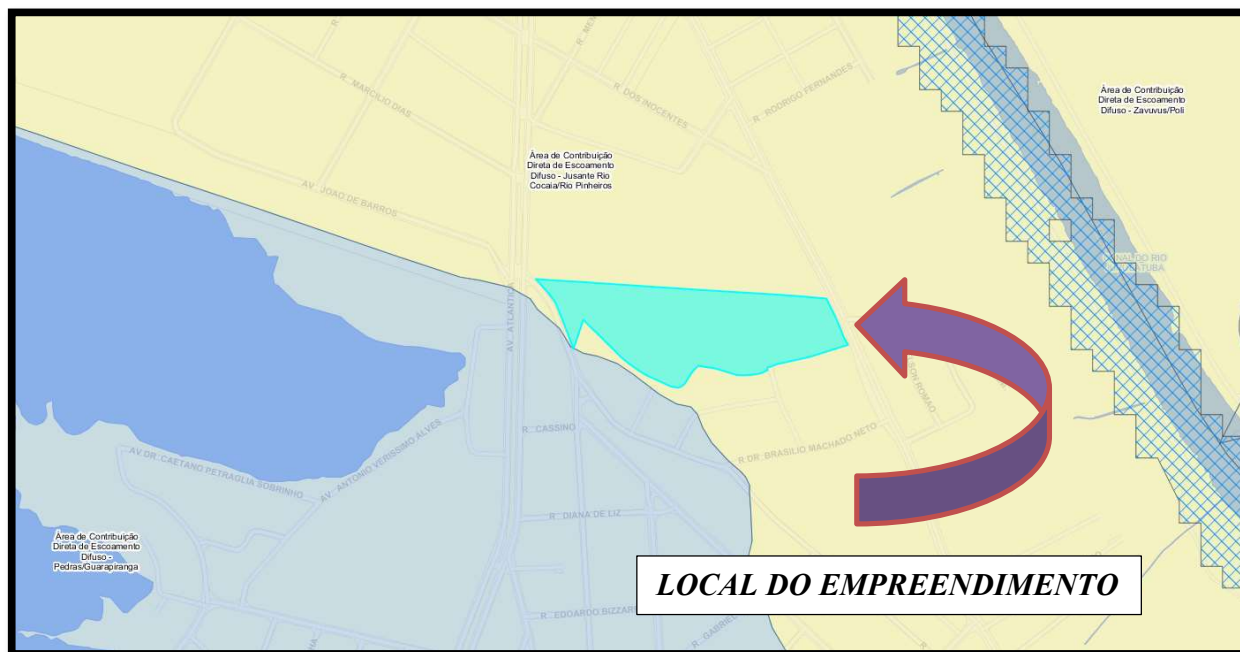 R . MARCILIO DIAS
R . DOS INOCENTES
R . RODRIGO FERNANDES
Área de Contribuição
Direta de Escoamento
Difuso - Zavuvus/Poli
Área de Contribuição
Direta de Escoamento
Difuso - Jusante Rio
Cocaia/Rio Pinheiros
AV . JOAO DE BARROS
AV . ATLANTICA
R . CASSINO
R DR . BRASILIO MACHADO NETO
AV . ANTONIO VERISSIMO ALVES
AV DR . CAETANO PETRAGLIA SOBRINHO
R . DIANA DE LIZ
Área de Contribuição
Direta de Escoamento
Difuso -
Pedras/Guarapiranga
LOCAL DO EMPREENDIMENTO
R . EDGARDO BIZZAR